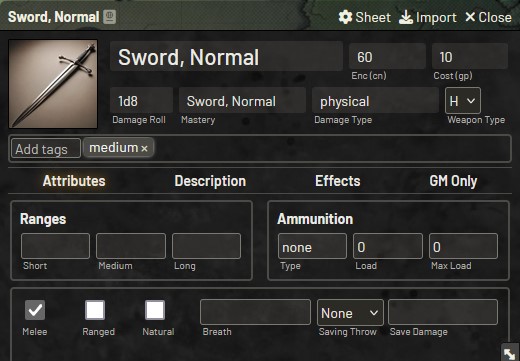 Sword, Normal Sheet Import Close
Sword, Normal 60 10
Enc (cn) Cost (gp)
1d8 Sword, Normal physical H
Damage Roll Mastery Damage Type Weapon Type
Add tags medium ×
Attributes Description Effects GM Only
Ranges
Short Medium Long
Ammunition
none 0 0
Type Load Max Load
None
Melee Ranged Natural Breath Saving Throw Save Damage